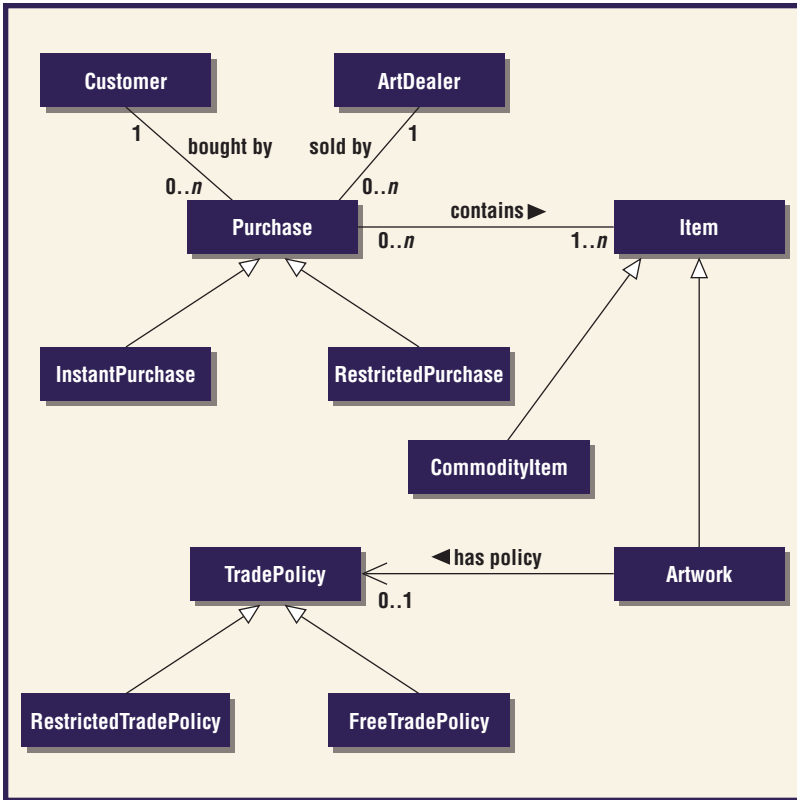 Customer
ArtDealer
1
bought by
sold by
1
0..n
0..n
Purchase
contains ►
Item
0..n
1..n
InstantPurchase
RestrictedPurchase
CommodityItem
◄ has policy
TradePolicy
Artwork
0..1
RestrictedTradePolicy
FreeTradePolicy